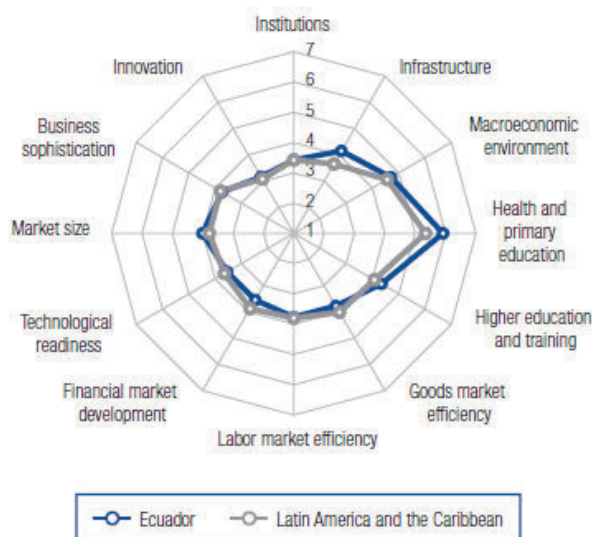 Institutions
7
6
5
4
3
2
1
Infrastructure
Macroeconomic
environment
Health and
primary
education
Higher education
and training
Goods market
efficiency
Labor market efficiency
Financial market
development
Technological
readiness
Market size
Business
sophistication
Innovation
Ecuador
Latin America and the Caribbean